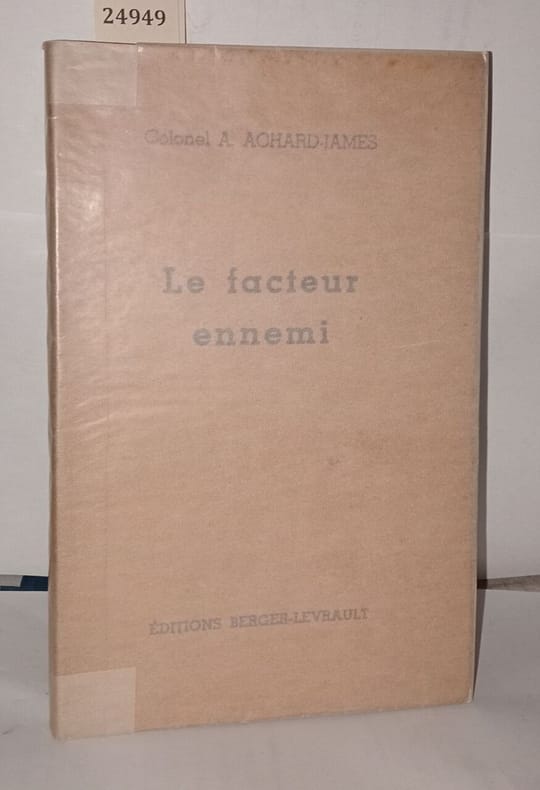 24949
Colonel A. ACHARD-JAMES
Le facteur
ennemi
ÉDITIONS BERGER-LEVRAULT